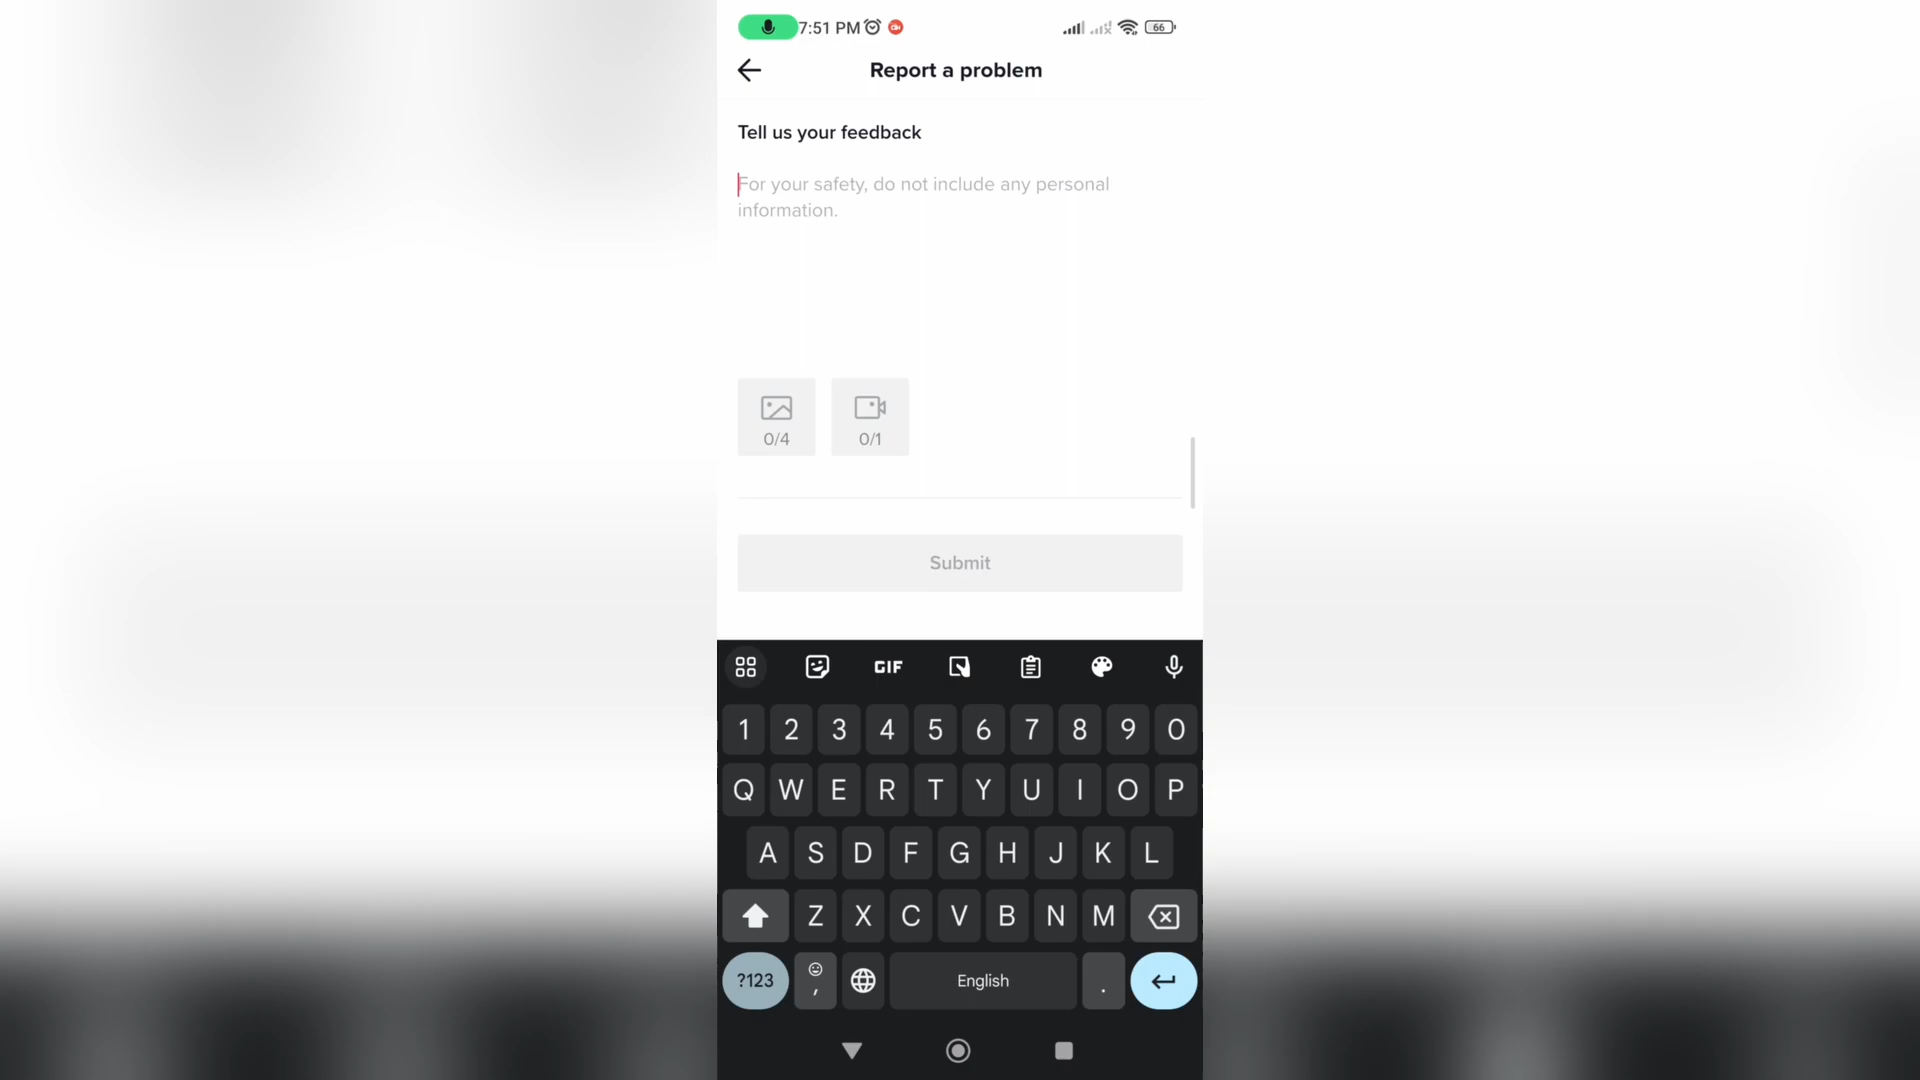 7:51 PM 66
Report a problem
Tell us your feedback
For your safety, do not include any personal
information.
0/4 0/1
Submit
GIF
1 2 3 4 5 6 7 8 9 0
Q W E R T Y U I O P
A S D F G H J K L
Z X C V B N M
?123 , English .